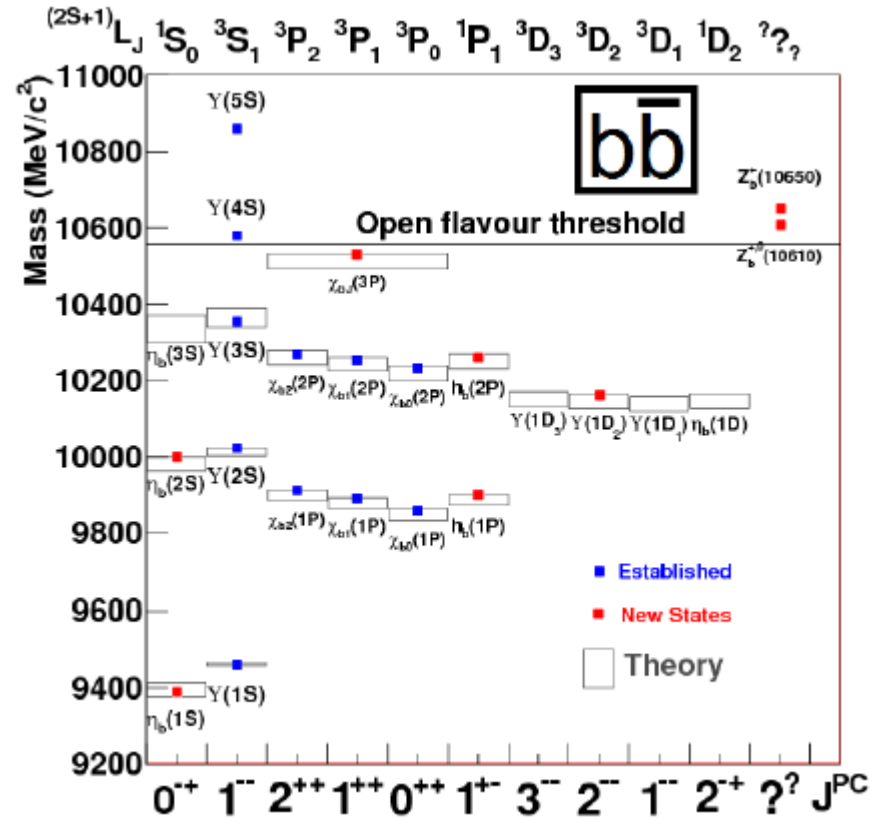 (2S+1)L_J ¹S₀ ³S₁ ³P₂ ³P₁ ³P₀ ¹P₁ ³D₃ ³D₂ ³D₁ ¹D₂ ??_?
Mass (MeV/c²)
11000
10800
10600
10400
10200
10000
9800
9600
9400
9200
bb̅
ϒ(5S)
Z_b^+(10650)
ϒ(4S)
Open flavour threshold
Z_b^{+,0}(10610)
χ_bJ(3P)
η_b(3S) ϒ(3S)
χ_b2(2P) χ_b1(2P) χ_b0(2P) h_b(2P)
ϒ(1D₃) ϒ(1D₂) ϒ(1D₁) η_b(1D)
η_b(2S) ϒ(2S)
χ_b2(1P) χ_b1(1P) χ_b0(1P) h_b(1P)
Established
New States
Theory
η_b(1S) ϒ(1S)
0⁻⁺ 1⁻⁻ 2⁺⁺ 1⁺⁺ 0⁺⁺ 1⁺⁻ 3⁻⁻ 2⁻⁻ 1⁻⁻ 2⁻⁺ ?^? J^PC